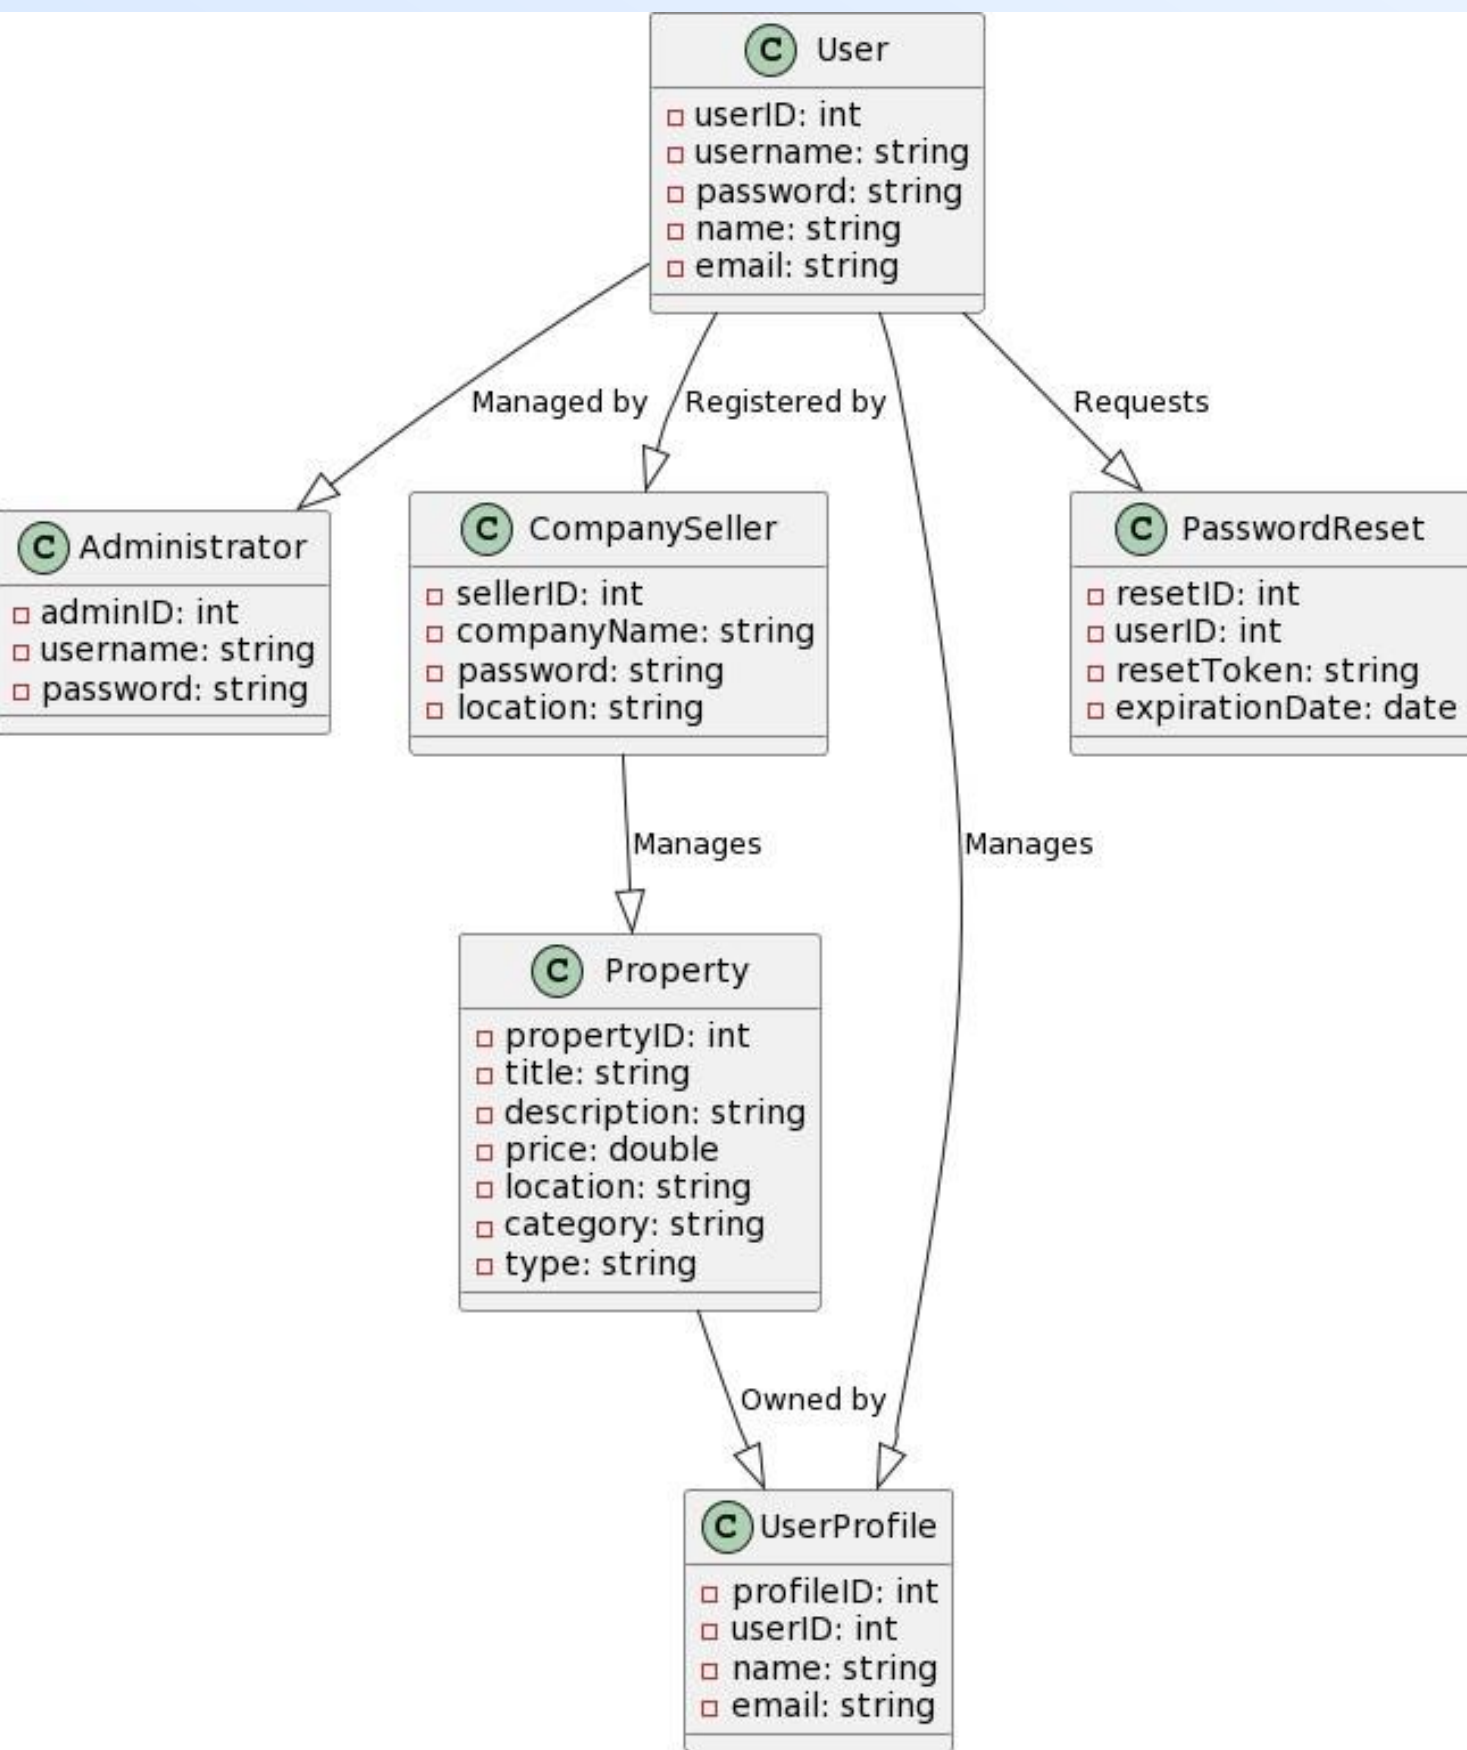 C User
userID: int
username: string
password: string
name: string
email: string
Managed by
Registered by
Requests
C Administrator
adminID: int
username: string
password: string
C CompanySeller
sellerID: int
companyName: string
password: string
location: string
C PasswordReset
resetID: int
userID: int
resetToken: string
expirationDate: date
Manages
Manages
C Property
propertyID: int
title: string
description: string
price: double
location: string
category: string
type: string
Owned by
C UserProfile
profileID: int
userID: int
name: string
email: string